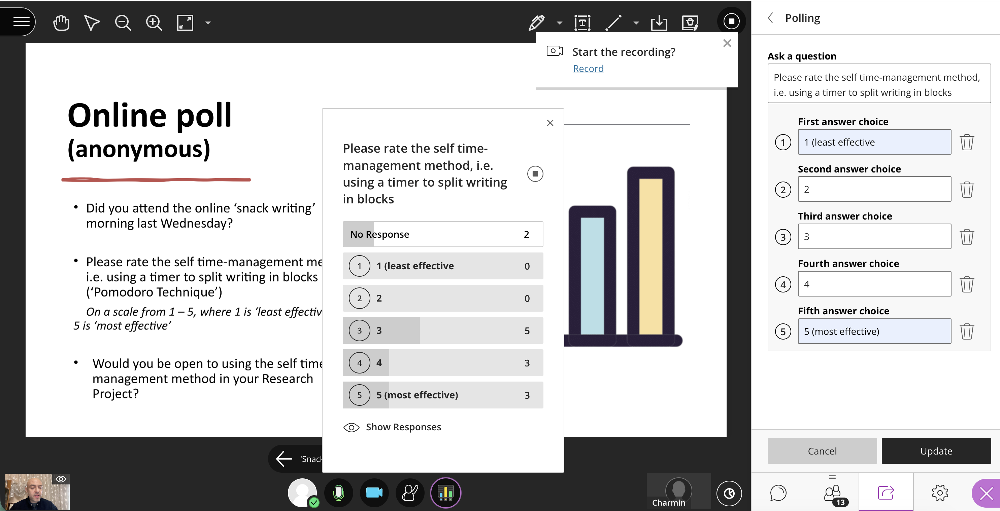 Start the recording?
Record
Online poll
(anonymous)
• Did you attend the online ‘snack writing’
morning last Wednesday?
• Please rate the self time-management me
i.e. using a timer to split writing in blocks
(‘Pomodoro Technique’)
On a scale from 1 – 5, where 1 is ‘least effectiv
5 is ‘most effective’
• Would you be open to using the self time
management method in your Research
Project?
Please rate the self time-
management method, i.e.
using a timer to split writing
in blocks
No Response 2
1 1 (least effective 0
2 2 0
3 3 5
4 4 3
5 5 (most effective) 3
Show Responses
'Snack
Charmin
Polling
Ask a question
Please rate the self time-management method,
i.e. using a timer to split writing in blocks
First answer choice
1 1 (least effective
Second answer choice
2 2
Third answer choice
3 3
Fourth answer choice
4 4
Fifth answer choice
5 5 (most effective)
Cancel
Update
13